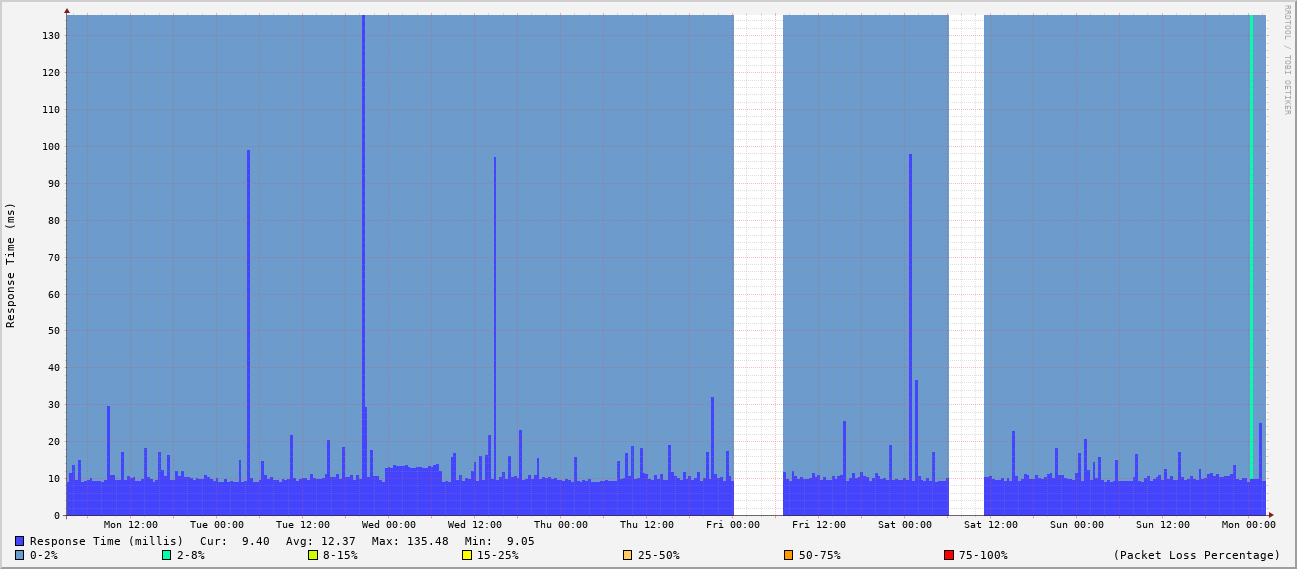 RRDTOOL / TOBI OETIKER
Response Time (ms)
130
120
110
100
90
80
70
60
50
40
30
20
10
0
Mon 12:00 Tue 00:00 Tue 12:00 Wed 00:00 Wed 12:00 Thu 00:00 Thu 12:00 Fri 00:00 Fri 12:00 Sat 00:00 Sat 12:00 Sun 00:00 Sun 12:00 Mon 00:00
Response Time (millis) Cur: 9.40 Avg: 12.37 Max: 135.48 Min: 9.05
0-2% 2-8% 8-15% 15-25% 25-50% 50-75% 75-100% (Packet Loss Percentage)